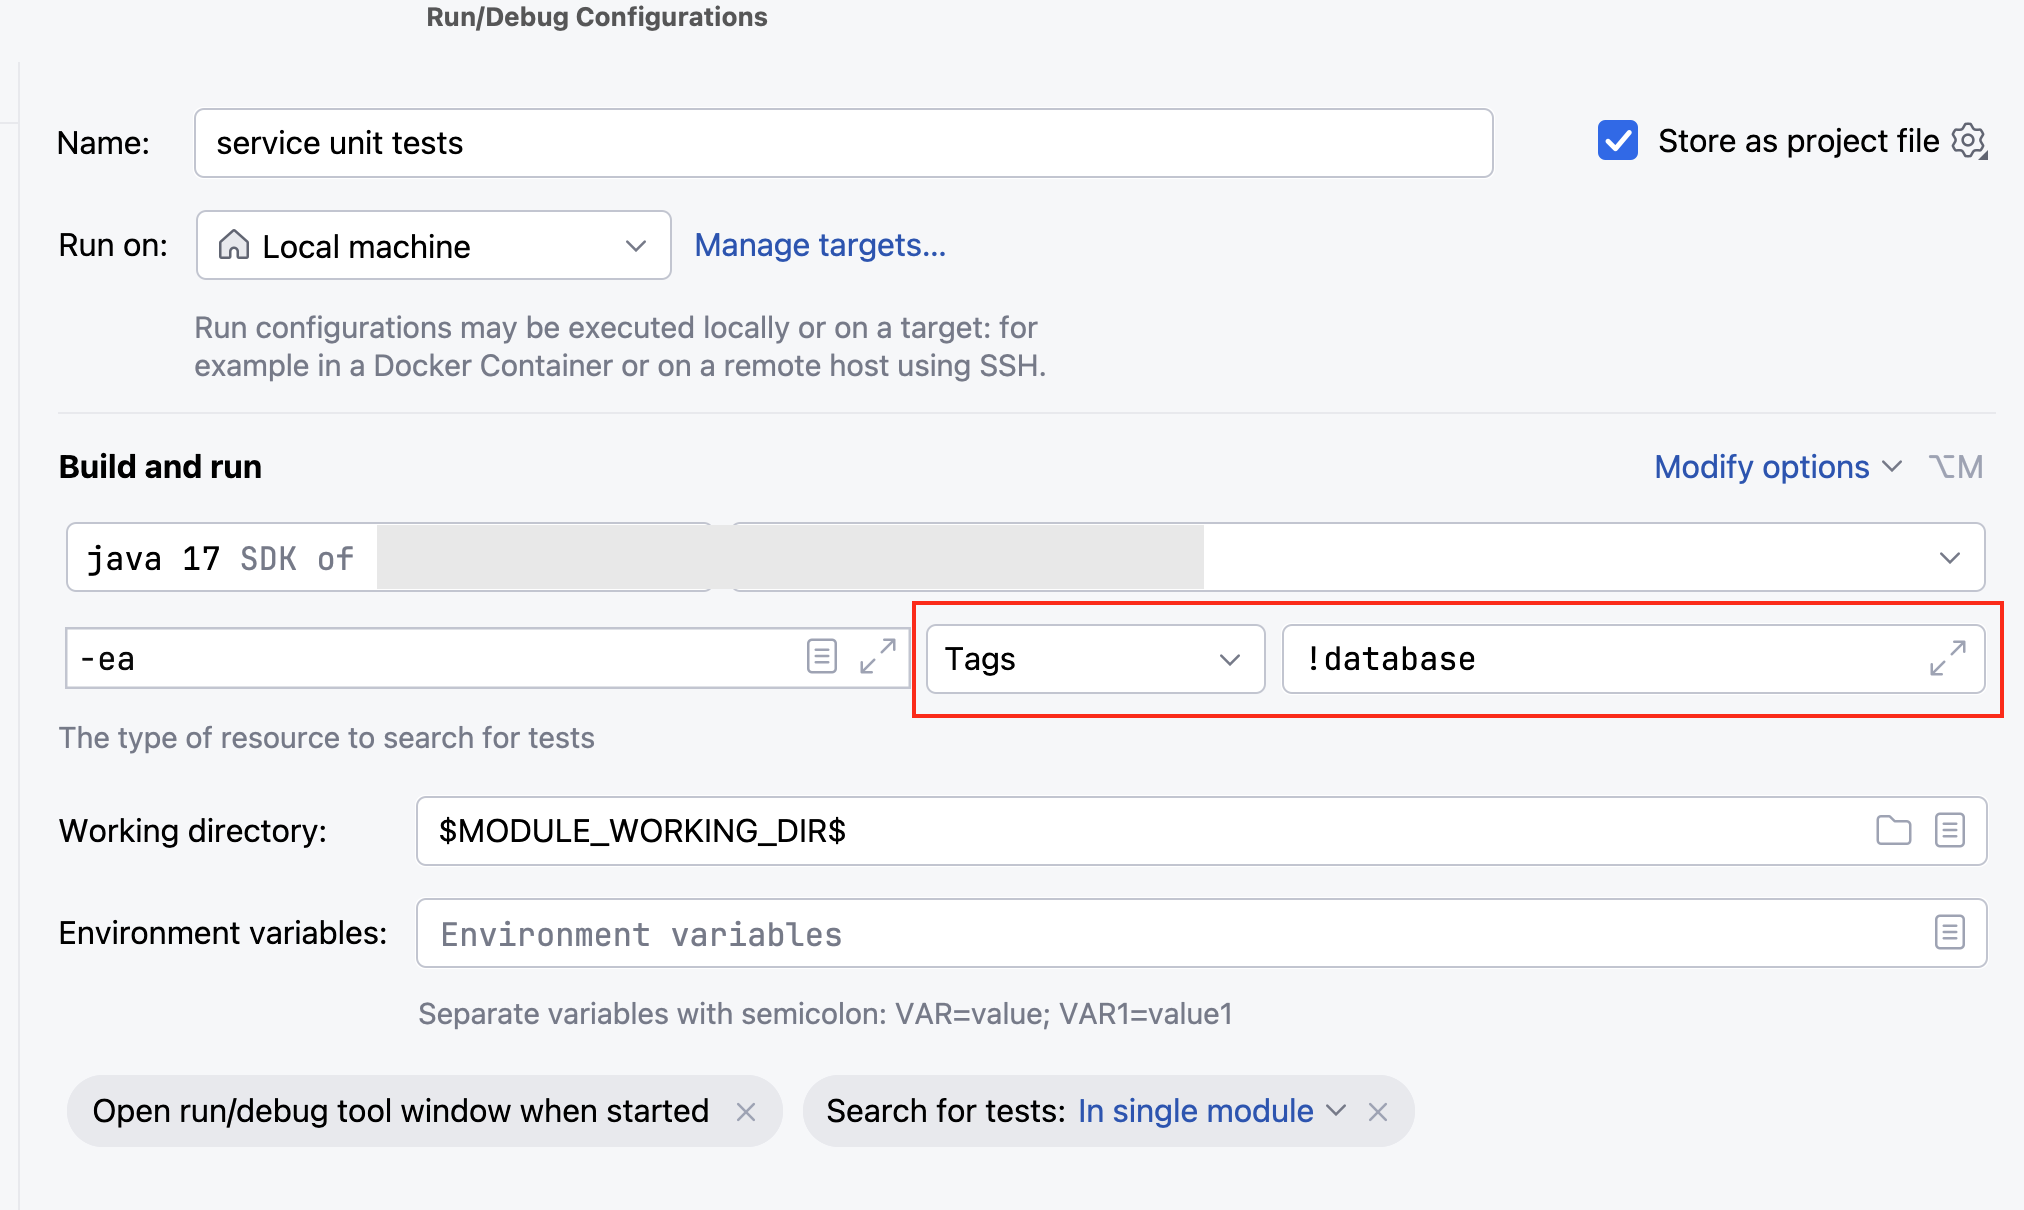 Run/Debug Configurations
Name: service unit tests Store as project file
Run on: Local machine Manage targets...
Run configurations may be executed locally or on a target: for
example in a Docker Container or on a remote host using SSH.
Build and run Modify options ⌥M
java 17 SDK of
-ea Tags !database
The type of resource to search for tests
Working directory: $MODULE_WORKING_DIR$
Environment variables: Environment variables
Separate variables with semicolon: VAR=value; VAR1=value1
Open run/debug tool window when started Search for tests: In single module